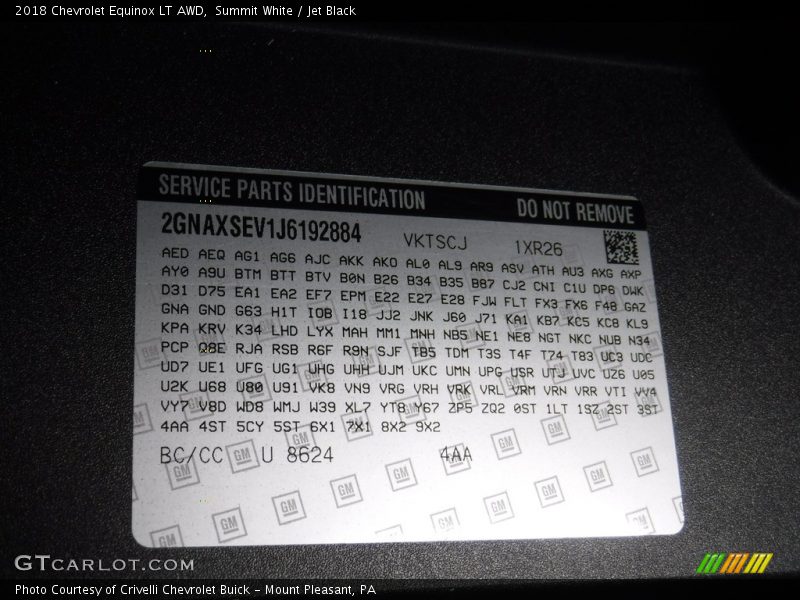 2018 Chevrolet Equinox LT AWD,  Summit White / Jet Black
SERVICE PARTS IDENTIFICATION DO NOT REMOVE
2GNAXSEV1J6192884 VKTSCJ 1XR26
AED AEQ AG1 AG6 AJC AKK AKO AL0 AL9 AR9 ASV ATH AU3 AXG AXP
AY0 A9U BTM BTT BTV B0N B26 B34 B35 B87 CJ2 CNI C1U DP6 DWK
D31 D75 EA1 EA2 EF7 EPM E22 E27 E28 FJW FLT FX3 FX6 F48 GAZ
GNA GND G63 H1T IOB I18 JJ2 JNK J60 J71 KA1 KB7 KC5 KC8 KL9
KPA KRV K34 LHD LYX MAH MM1 MNH NB5 NE1 NE8 NGT NKC NUB N34
PCP Q8E RJA RSB R6F R9N SJF TB5 TDM T3S T4F T74 T83 UC3 UDC
UD7 UE1 UFG UG1 UHG UHH UJM UKC UMN UPG USR UTJ UVC UZ6 U05
U2K U68 U80 U91 VK8 VN9 VRG VRH VRK VRL VRM VRN VRR VTI VV4
VY7 V8D WD8 WMJ W39 XL7 YT8 Y67 ZP5 ZQ2 0ST 1LT 1SZ 2ST 3ST
4AA 4ST 5CY 5ST 6X1 7X1 8X2 9X2
BC/CC U 8624 4AA
GTCARLOT.COM
Photo Courtesy of Crivelli Chevrolet Buick – Mount Pleasant, PA